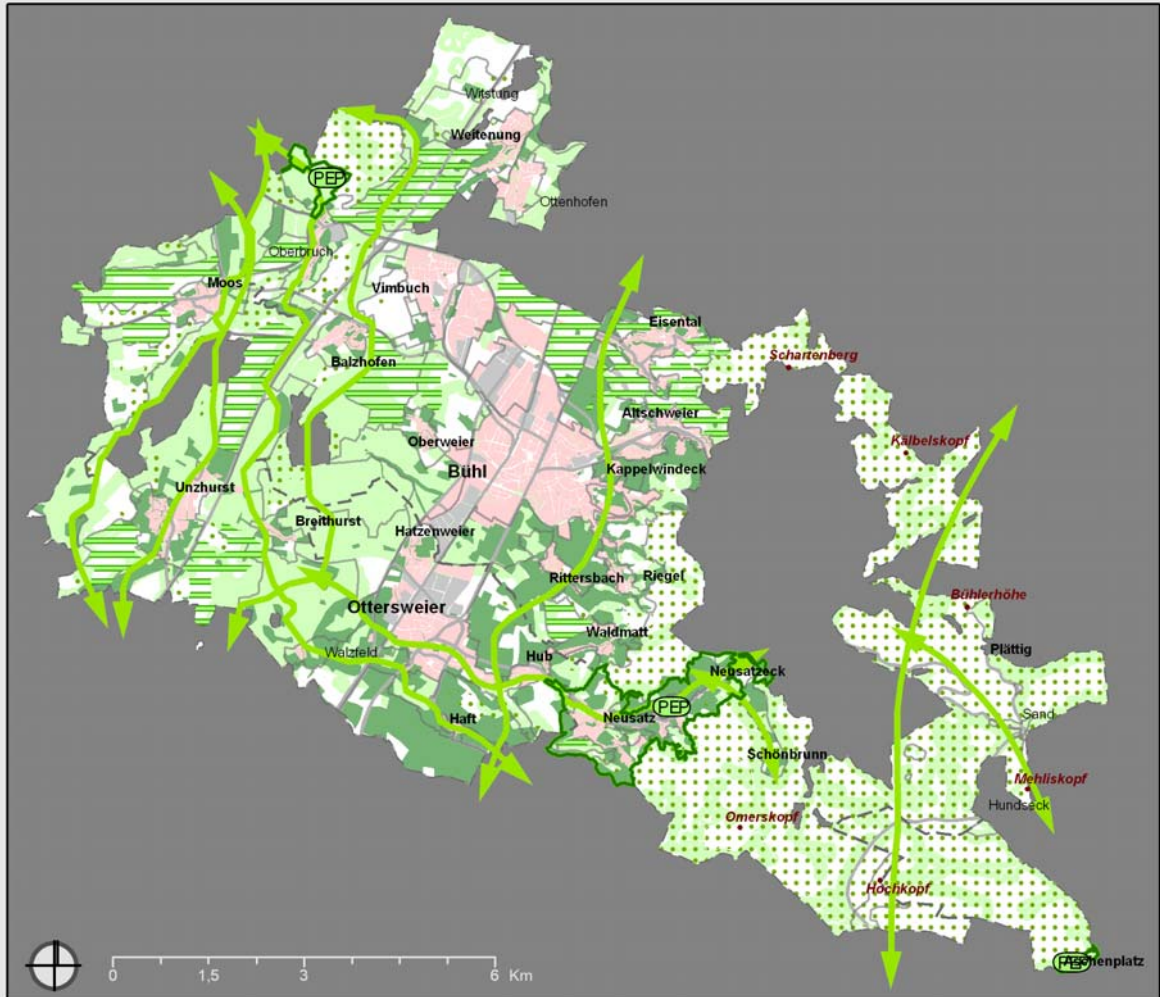 Witstung
Weitenung
PEP
Ottenhofen
Oberbruch
Moos
Vimbuch
Eisental
Schartenberg
Balzhofen
Altschweier
Oberweier
Kälbelskopf
Bühl
Kappelwindeck
Unzhurst
Breithurst
Hatzenweier
Rittersbach
Riegel
Bühlerhöhe
Ottersweier
Waldmatt
Plättig
Walzfeld
Hub
Neusatzeck
PEP
Neusatz
Haft
Sand
Schönbrunn
Mehliskopf
Hundseck
Omerskopf
Hochkopf
0 1,5 3 6 Km